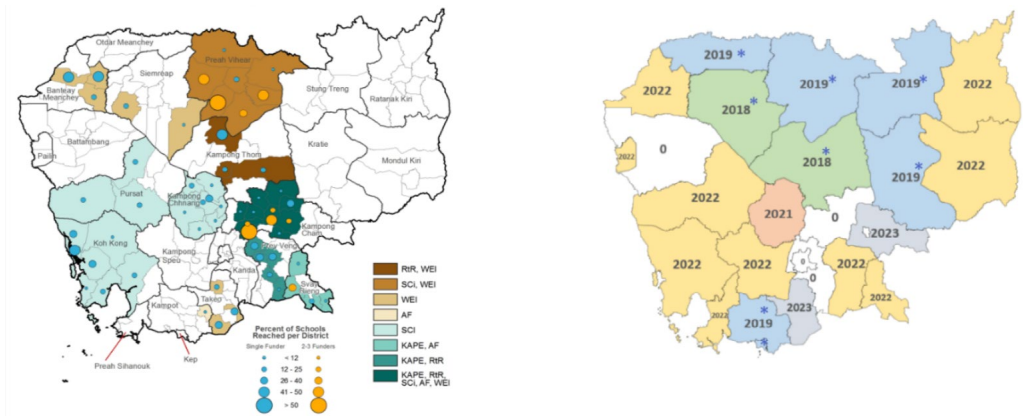 Otdar Meanchey
Preah Vihear
Siemreap
Banteay
Meanchey
Stung Treng
Ratanak Kiri
Battambang
Pailin
Kampong Thom
Kratie
Mondul Kiri
Pursat
Kampong
Chhnang
Kampong
Cham
Koh Kong
Kampong
Speu
Kandal
Prey Veng
Svay
Rieng
Takeo
Kampot
Preah Sihanouk
Kep
RtR, WEI
SCi, WEI
WEI
AF
SCI
KAPE, AF
KAPE, RtR
KAPE, RtR,
SCi, AF, WEI
Percent of Schools
Reached per District
Single Funder
2-3 Funders
< 12
12 - 25
26 - 40
41 - 50
> 50
2019 *
2022
2018 *
2019 *
2019 *
2022
0
2022
2018 *
2019 *
2022
2022
2021
0
2023
2022
2022
0
0
2022
2022
2022
2019 *
*
2023